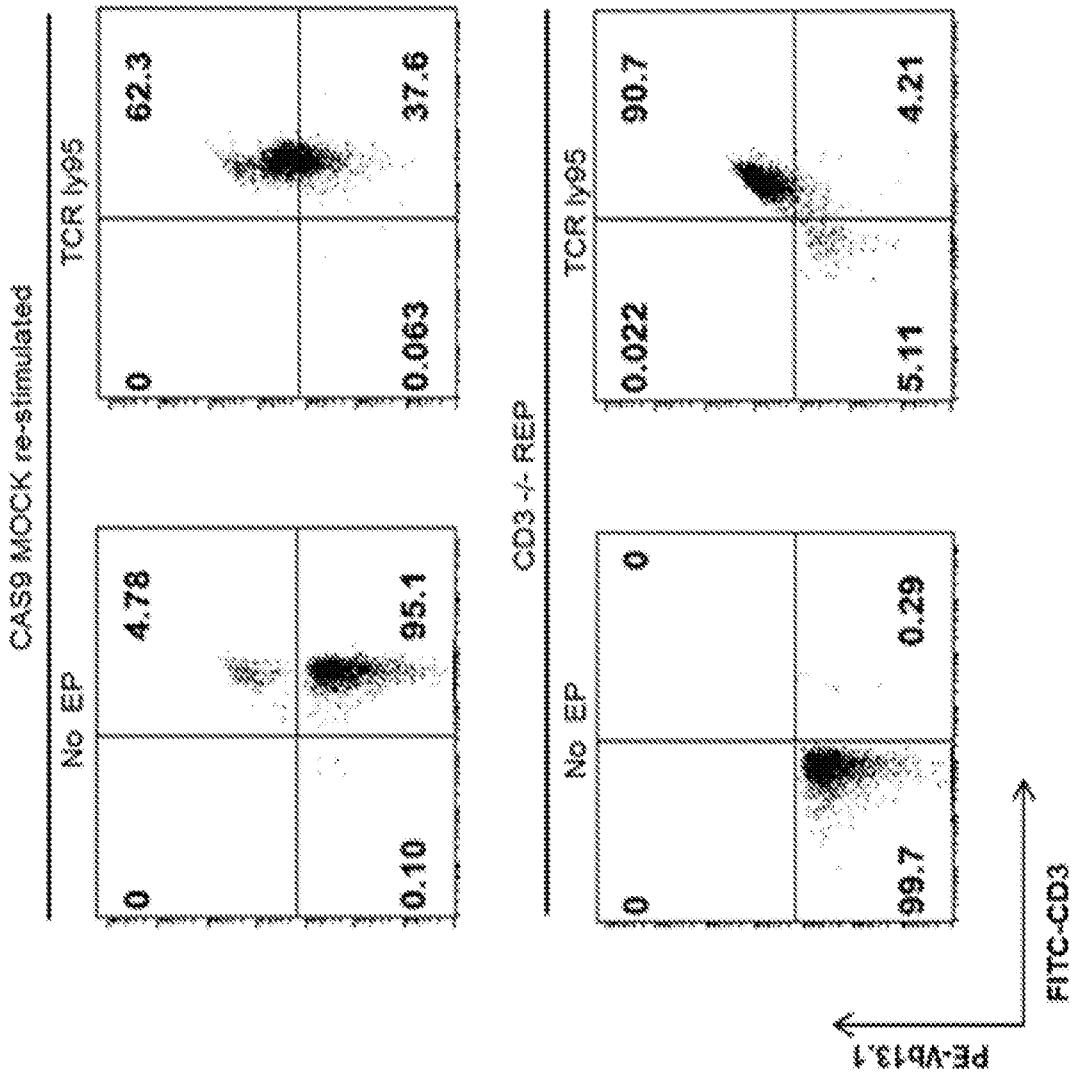 CAS9 MOCK re-stimulated
No EP
TCR ly95
0
4.78
0
62.3
0.10
95.1
0.063
37.6
CD3 -/- REP
No EP
TCR ly95
0
0
0.022
90.7
99.7
0.29
5.11
4.21
PE-Vb13.1
FITC-CD3